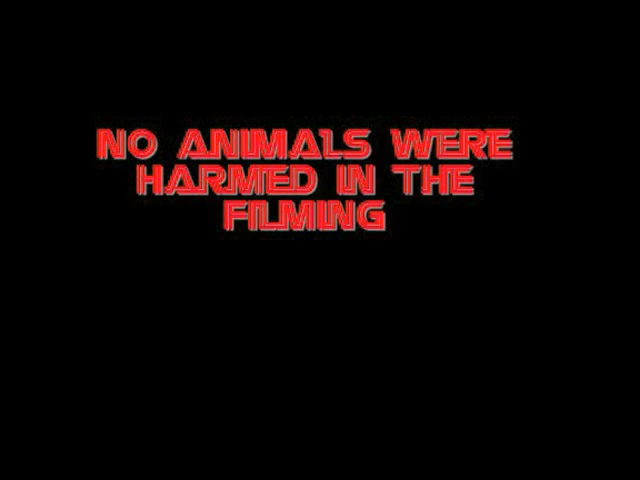 NO ANIMALS WERE
HARMED IN THE
FILMING